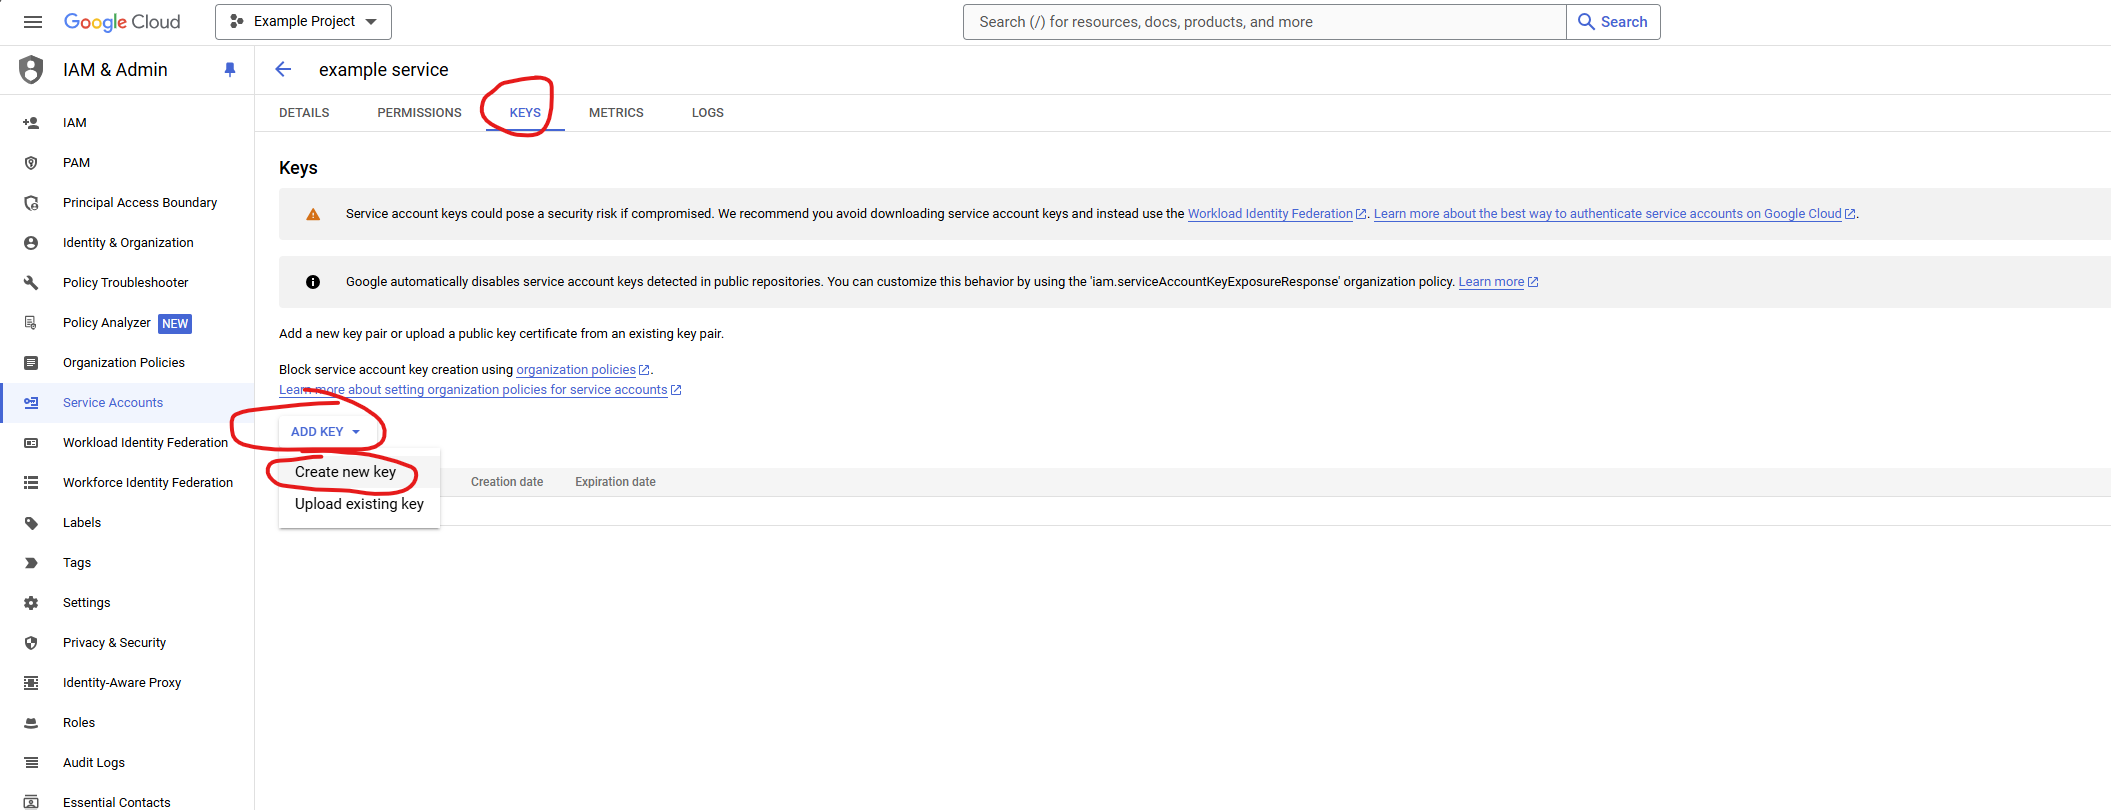 Google Cloud
Example Project
Search (/) for resources, docs, products, and more
Search
IAM & Admin
example service
DETAILS
PERMISSIONS
KEYS
METRICS
LOGS
IAM
PAM
Principal Access Boundary
Identity & Organization
Policy Troubleshooter
Policy Analyzer NEW
Organization Policies
Service Accounts
Workload Identity Federation
Workforce Identity Federation
Labels
Tags
Settings
Privacy & Security
Identity-Aware Proxy
Roles
Audit Logs
Essential Contacts
Keys
Service account keys could pose a security risk if compromised. We recommend you avoid downloading service account keys and instead use the Workload Identity Federation. Learn more about the best way to authenticate service accounts on Google Cloud.
Google automatically disables service account keys detected in public repositories. You can customize this behavior by using the 'iam.serviceAccountKeyExposureResponse' organization policy. Learn more
Add a new key pair or upload a public key certificate from an existing key pair.
Block service account key creation using organization policies.
Learn more about setting organization policies for service accounts
ADD KEY
Create new key
Upload existing key
Creation date
Expiration date